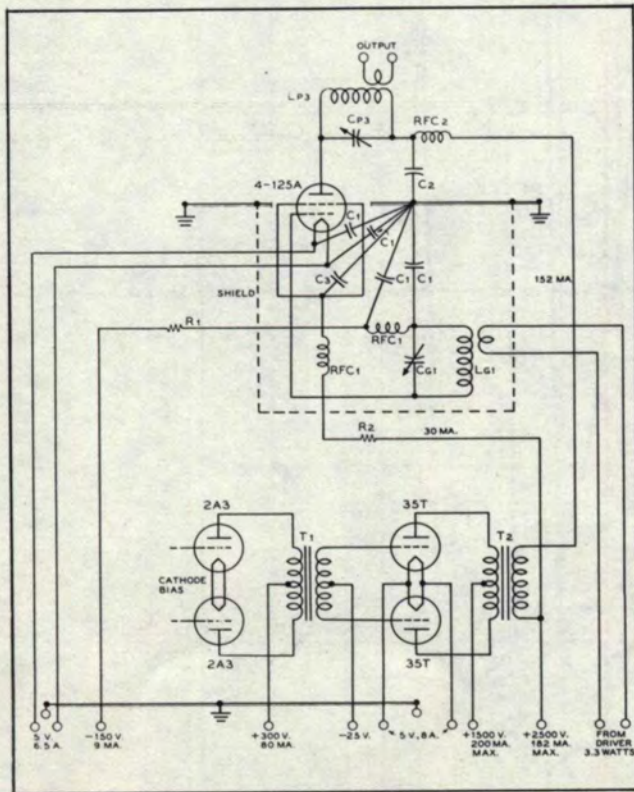 OUTPUT
LP3
CP3
RFC2
4-125A
C2
C1
C1
C3
C1
C1
152 MA.
SHIELD
R1
RFC1
RFC1
CG1
LG1
R2
30 MA.
2A3
35T
T1
T2
CATHODE
BIAS
2A3
35T
5 V.
6.5 A.
-150 V.
9 MA.
+300 V.
80 MA.
-25 V.
5 V., 8 A.
+1500 V.
200 MA.
MAX.
+2500 V.
182 MA.
MAX.
FROM
DRIVER
3.3 WATTS